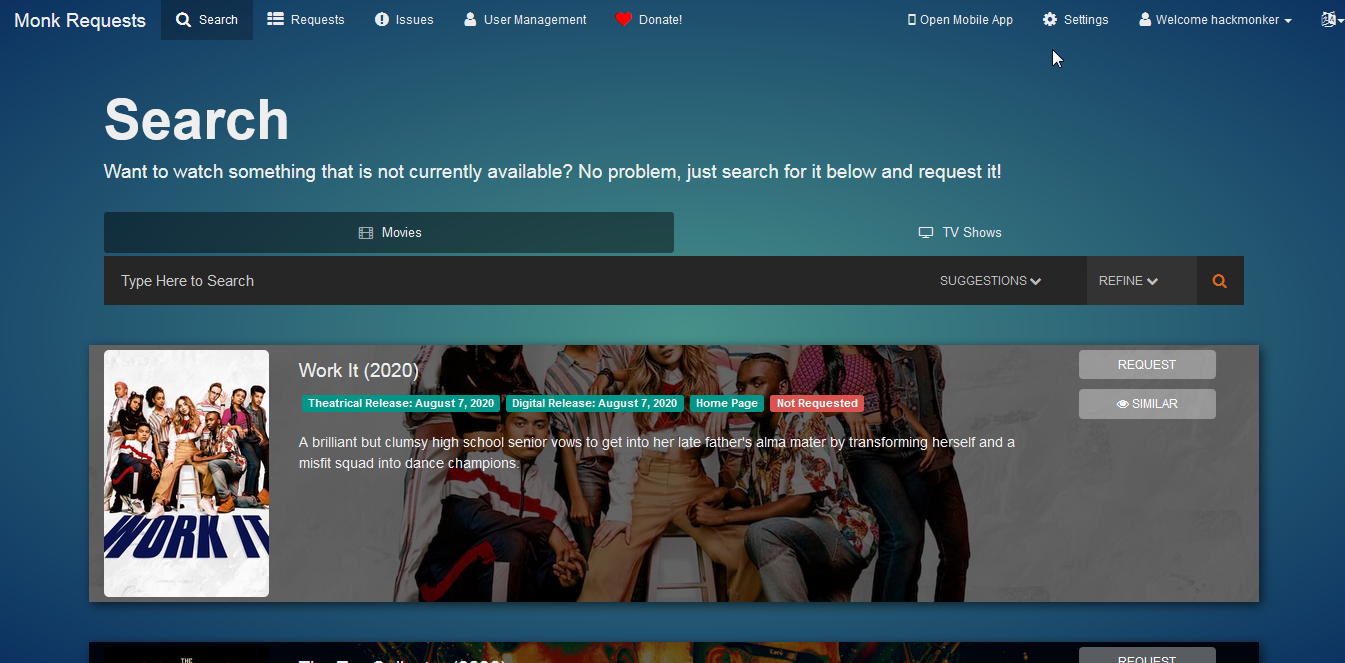 Monk Requests Search Requests Issues User Management Donate! Open Mobile App Settings Welcome hackmonker
Search
Want to watch something that is not currently available? No problem, just search for it below and request it!
Movies TV Shows
Type Here to Search SUGGESTIONS REFINE
Work It (2020) REQUEST
Theatrical Release: August 7, 2020 Digital Release: August 7, 2020 Home Page Not Requested SIMILAR
A brilliant but clumsy high school senior vows to get into her late father's alma mater by transforming herself and a
misfit squad into dance champions.
WORK IT
THE
REQUEST